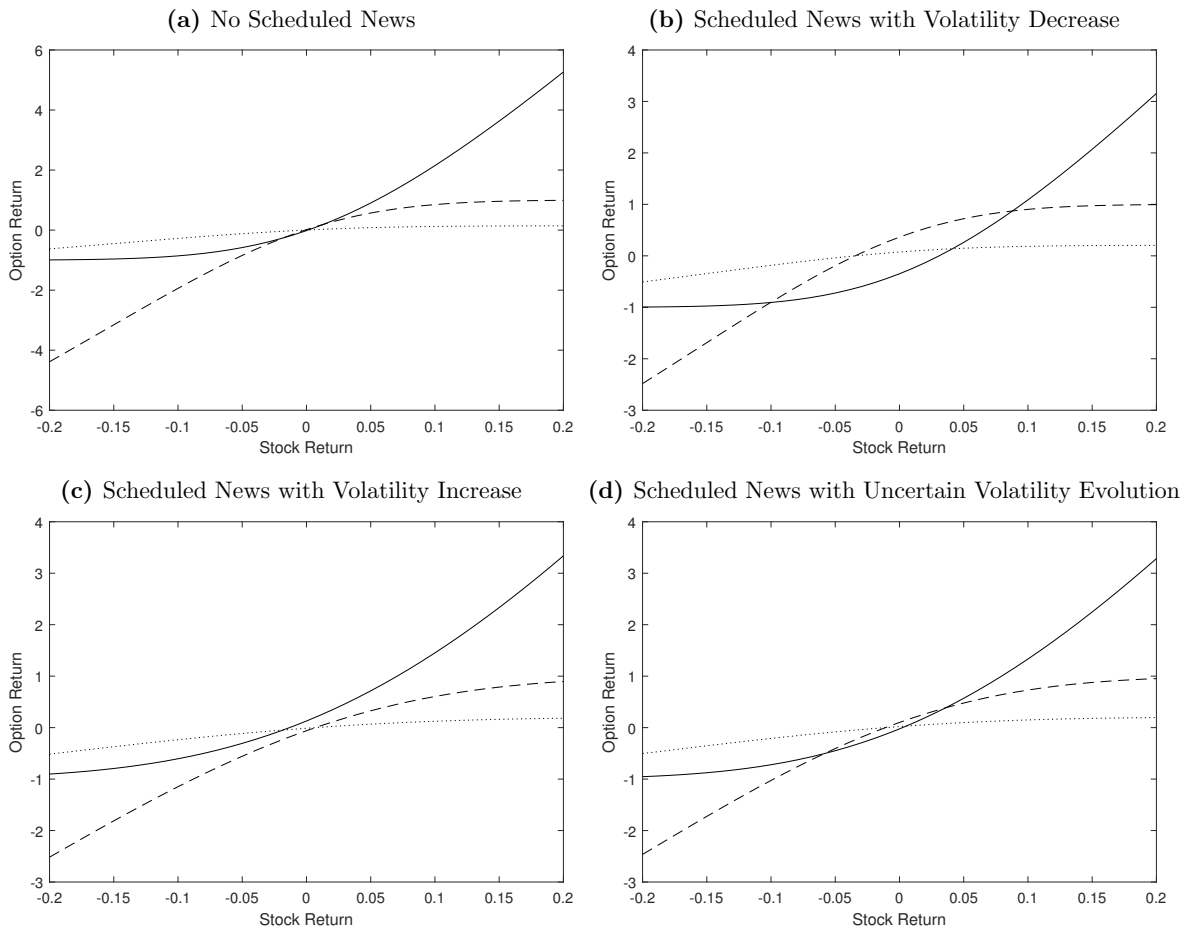 (a) No Scheduled News
6
4
2
0
-2
-4
-6
Option Return
-0.2 -0.15 -0.1 -0.05 0 0.05 0.1 0.15 0.2
Stock Return
(b) Scheduled News with Volatility Decrease
4
3
2
1
0
-1
-2
-3
Option Return
-0.2 -0.15 -0.1 -0.05 0 0.05 0.1 0.15 0.2
Stock Return
(c) Scheduled News with Volatility Increase
4
3
2
1
0
-1
-2
-3
Option Return
-0.2 -0.15 -0.1 -0.05 0 0.05 0.1 0.15 0.2
Stock Return
(d) Scheduled News with Uncertain Volatility Evolution
4
3
2
1
0
-1
-2
-3
Option Return
-0.2 -0.15 -0.1 -0.05 0 0.05 0.1 0.15 0.2
Stock Return